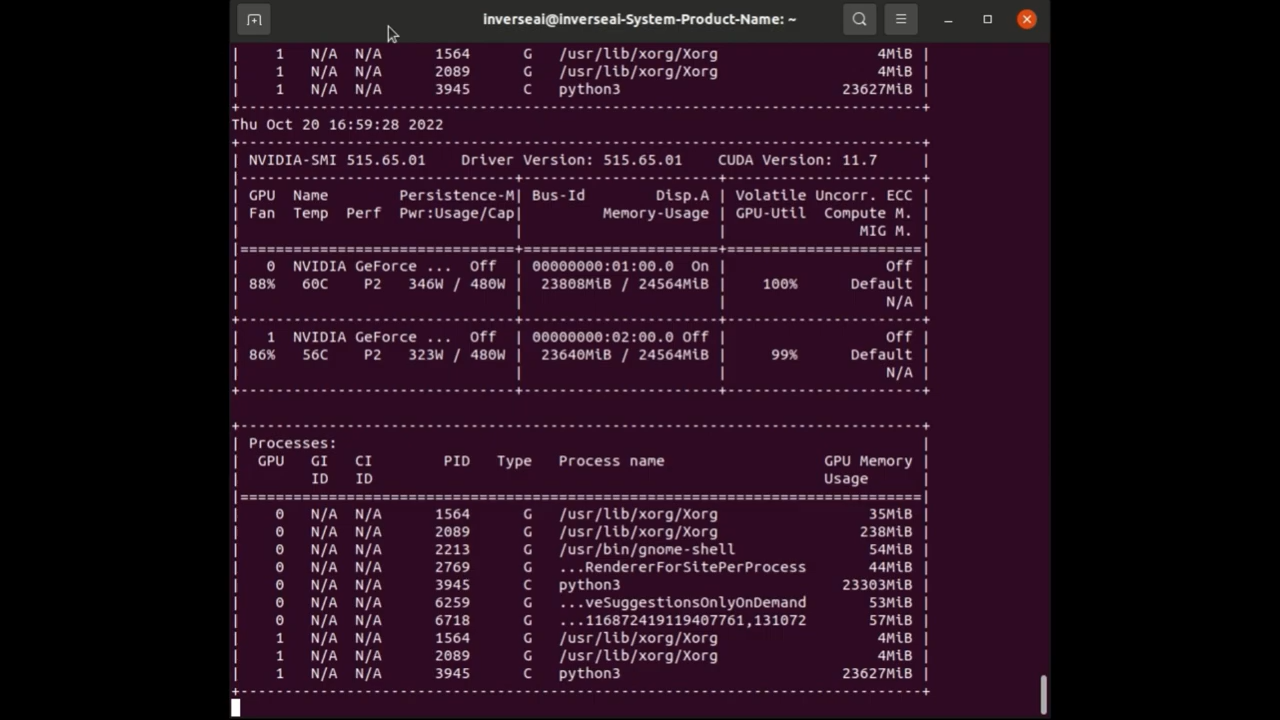 inverseai@inverseai-System-Product-Name: ~
| 1 N/A N/A 1564 G /usr/lib/xorg/Xorg 4MiB |
| 1 N/A N/A 2089 G /usr/lib/xorg/Xorg 4MiB |
| 1 N/A N/A 3945 C python3 23627MiB |
+-----------------------------------------------------------------------------+
Thu Oct 20 16:59:28 2022
+-----------------------------------------------------------------------------+
| NVIDIA-SMI 515.65.01 Driver Version: 515.65.01 CUDA Version: 11.7 |
|-------------------------------+----------------------+----------------------+
| GPU Name Persistence-M| Bus-Id Disp.A | Volatile Uncorr. ECC |
| Fan Temp Perf Pwr:Usage/Cap| Memory-Usage | GPU-Util Compute M. |
| | | MIG M. |
|===============================+======================+======================|
| 0 NVIDIA GeForce ... Off | 00000000:01:00.0 On | Off |
| 88% 60C P2 346W / 480W | 23808MiB / 24564MiB | 100% Default |
| | | N/A |
+-------------------------------+----------------------+----------------------+
| 1 NVIDIA GeForce ... Off | 00000000:02:00.0 Off | Off |
| 86% 56C P2 323W / 480W | 23640MiB / 24564MiB | 99% Default |
| | | N/A |
+-------------------------------+----------------------+----------------------+
+-----------------------------------------------------------------------------+
| Processes: |
| GPU GI CI PID Type Process name GPU Memory |
| ID ID Usage |
|=============================================================================|
| 0 N/A N/A 1564 G /usr/lib/xorg/Xorg 35MiB |
| 0 N/A N/A 2089 G /usr/lib/xorg/Xorg 238MiB |
| 0 N/A N/A 2213 G /usr/bin/gnome-shell 54MiB |
| 0 N/A N/A 2769 G ...RendererForSitePerProcess 44MiB |
| 0 N/A N/A 3945 C python3 23303MiB |
| 0 N/A N/A 6259 G ...veSuggestionsOnlyOnDemand 53MiB |
| 0 N/A N/A 6718 G ...116872419119407761,131072 57MiB |
| 1 N/A N/A 1564 G /usr/lib/xorg/Xorg 4MiB |
| 1 N/A N/A 2089 G /usr/lib/xorg/Xorg 4MiB |
| 1 N/A N/A 3945 C python3 23627MiB |
+-----------------------------------------------------------------------------+